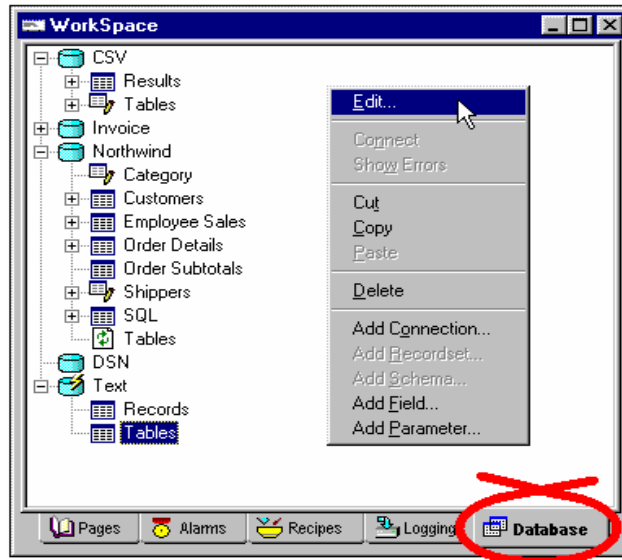 WorkSpace
CSV
Results
Tables
Invoice
Northwind
Category
Customers
Employee Sales
Order Details
Order Subtotals
Shippers
SQL
Tables
DSN
Text
Records
Tables
Edit...
Connect
Show Errors
Cut
Copy
Paste
Delete
Add Connection...
Add Recordset...
Add Schema...
Add Field...
Add Parameter...
Pages Alarms Recipes Logging Database